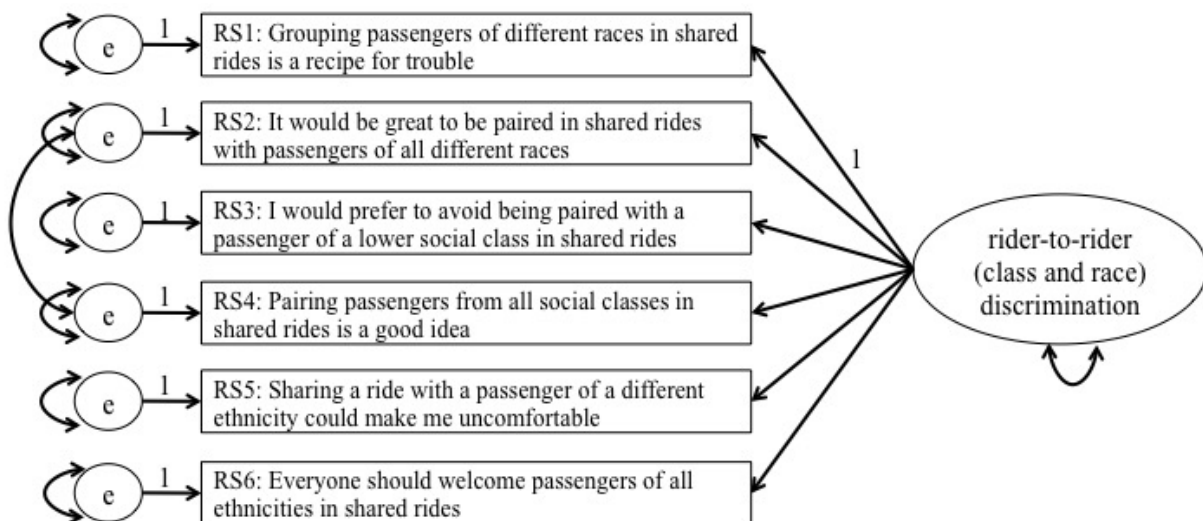 e
1
RS1: Grouping passengers of different races in shared
rides is a recipe for trouble
e
1
RS2: It would be great to be paired in shared rides
with passengers of all different races
1
e
1
RS3: I would prefer to avoid being paired with a
passenger of a lower social class in shared rides
rider-to-rider
(class and race)
discrimination
e
1
RS4: Pairing passengers from all social classes in
shared rides is a good idea
e
1
RS5: Sharing a ride with a passenger of a different
ethnicity could make me uncomfortable
e
1
RS6: Everyone should welcome passengers of all
ethnicities in shared rides